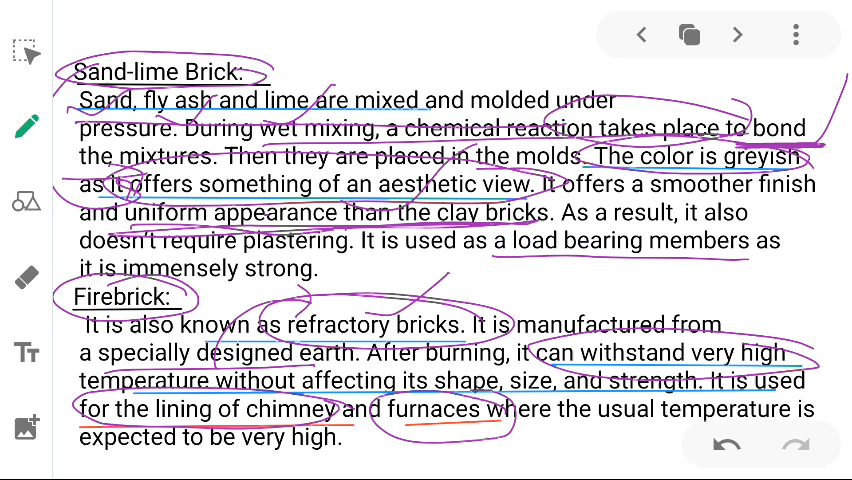 Sand-lime Brick:
Sand, fly ash and lime are mixed and molded under
pressure. During wet mixing, a chemical reaction takes place to bond
the mixtures. Then they are placed in the molds. The color is greyish
as it offers something of an aesthetic view. It offers a smoother finish
and uniform appearance than the clay bricks. As a result, it also
doesn't require plastering. It is used as a load bearing members as
it is immensely strong.
Firebrick:
It is also known as refractory bricks. It is manufactured from
a specially designed earth. After burning, it can withstand very high
temperature without affecting its shape, size, and strength. It is used
for the lining of chimney and furnaces where the usual temperature is
expected to be very high.